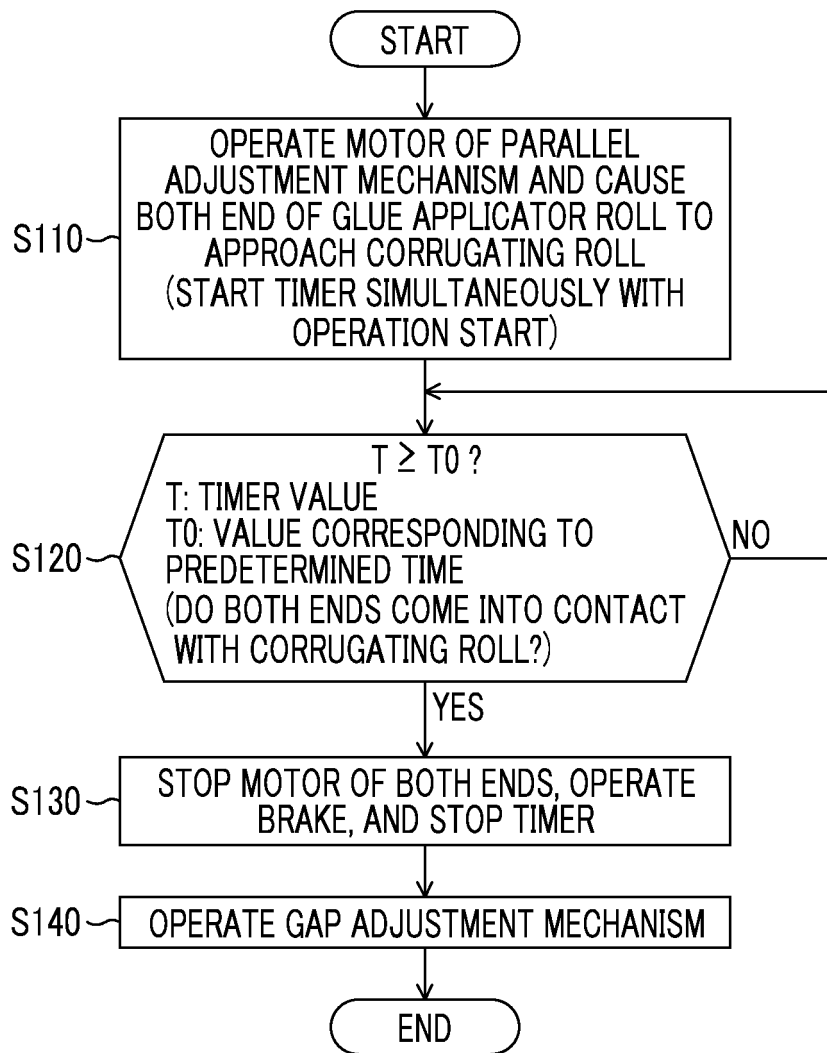 START
OPERATE MOTOR OF PARALLEL
ADJUSTMENT MECHANISM AND CAUSE
BOTH END OF GLUE APPLICATOR ROLL TO
APPROACH CORRUGATING ROLL
(START TIMER SIMULTANEOUSLY WITH
OPERATION START)
S110
T ≧ T0 ?
T: TIMER VALUE
T0: VALUE CORRESPONDING TO
PREDETERMINED TIME
(DO BOTH ENDS COME INTO CONTACT
WITH CORRUGATING ROLL?)
S120
NO
YES
STOP MOTOR OF BOTH ENDS, OPERATE
BRAKE, AND STOP TIMER
S130
S140
OPERATE GAP ADJUSTMENT MECHANISM
END